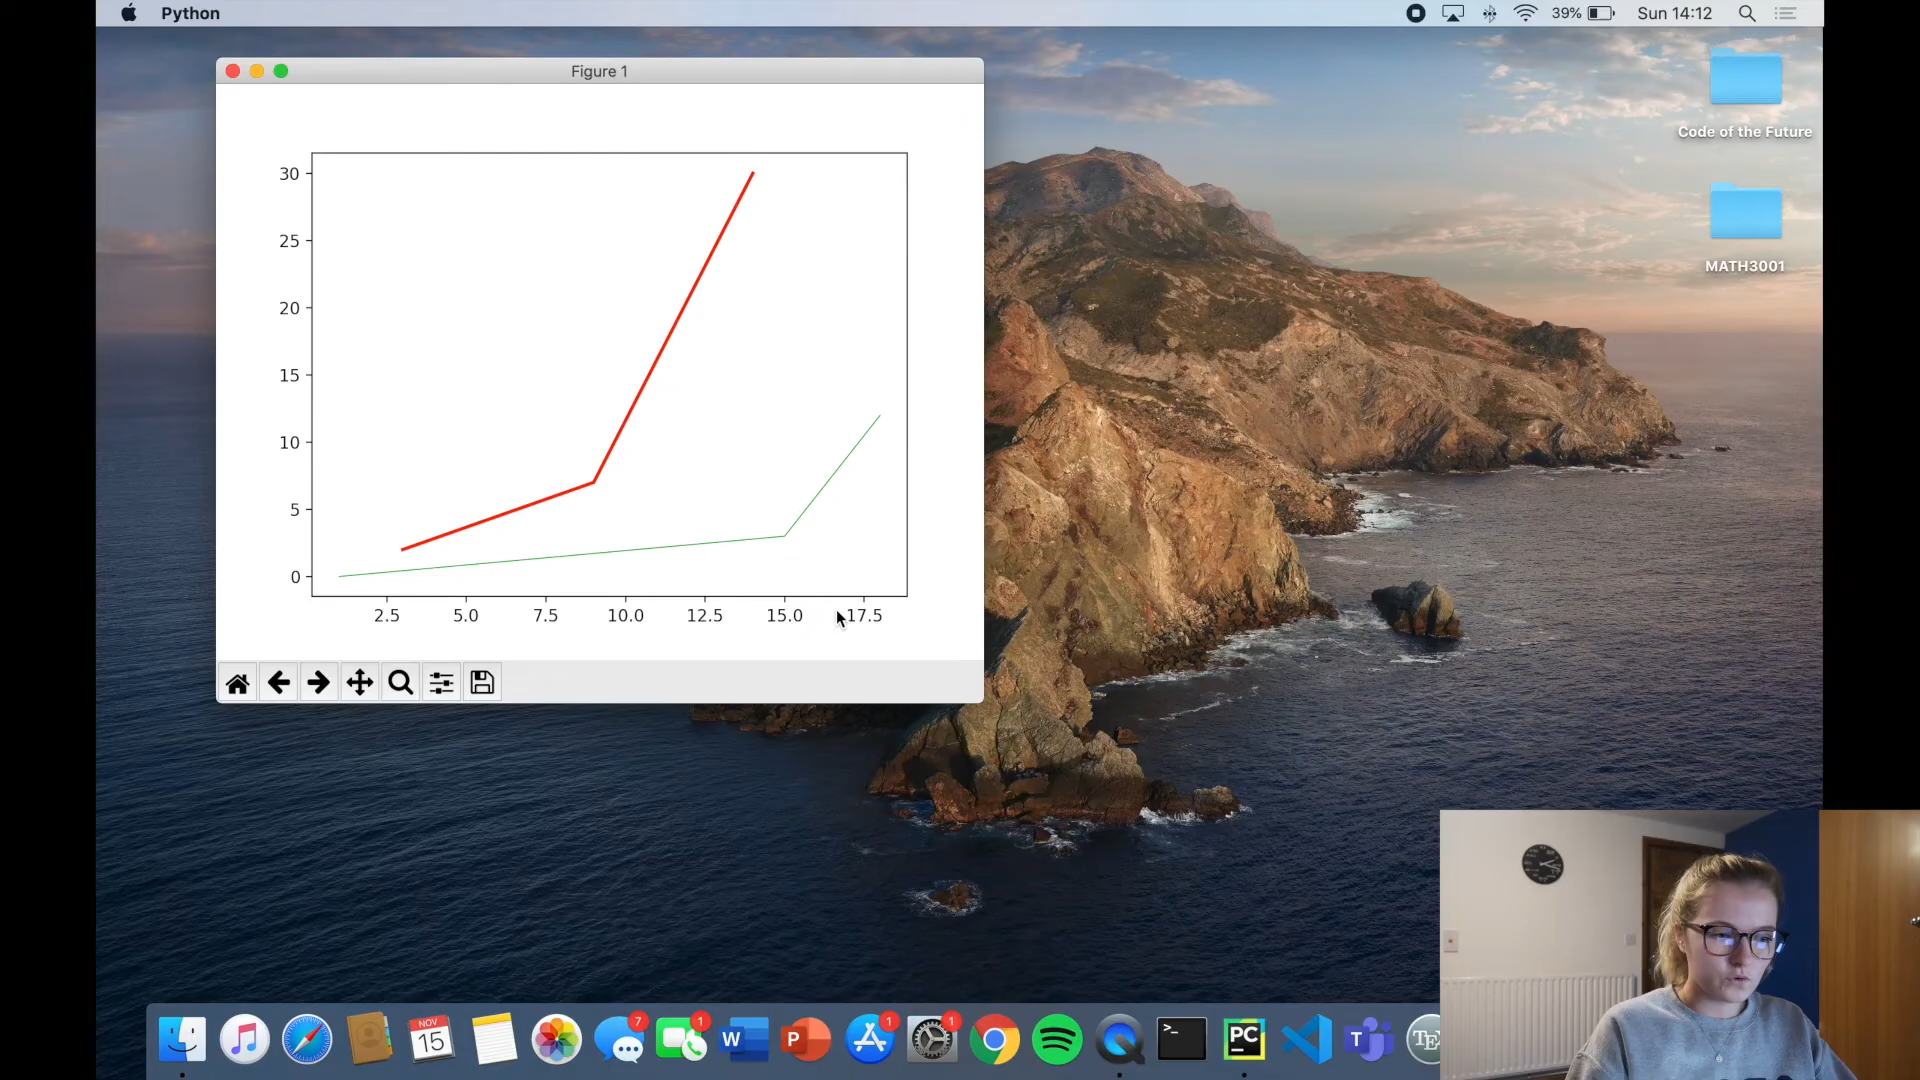 Python
39%
Sun 14:12
Figure 1
Code of the Future
MATH3001
30
25
20
15
10
5
0
2.5 5.0 7.5 10.0 12.5 15.0 17.5
NOV
15
7
1
W
P
1
1
>_
PC
T
TE